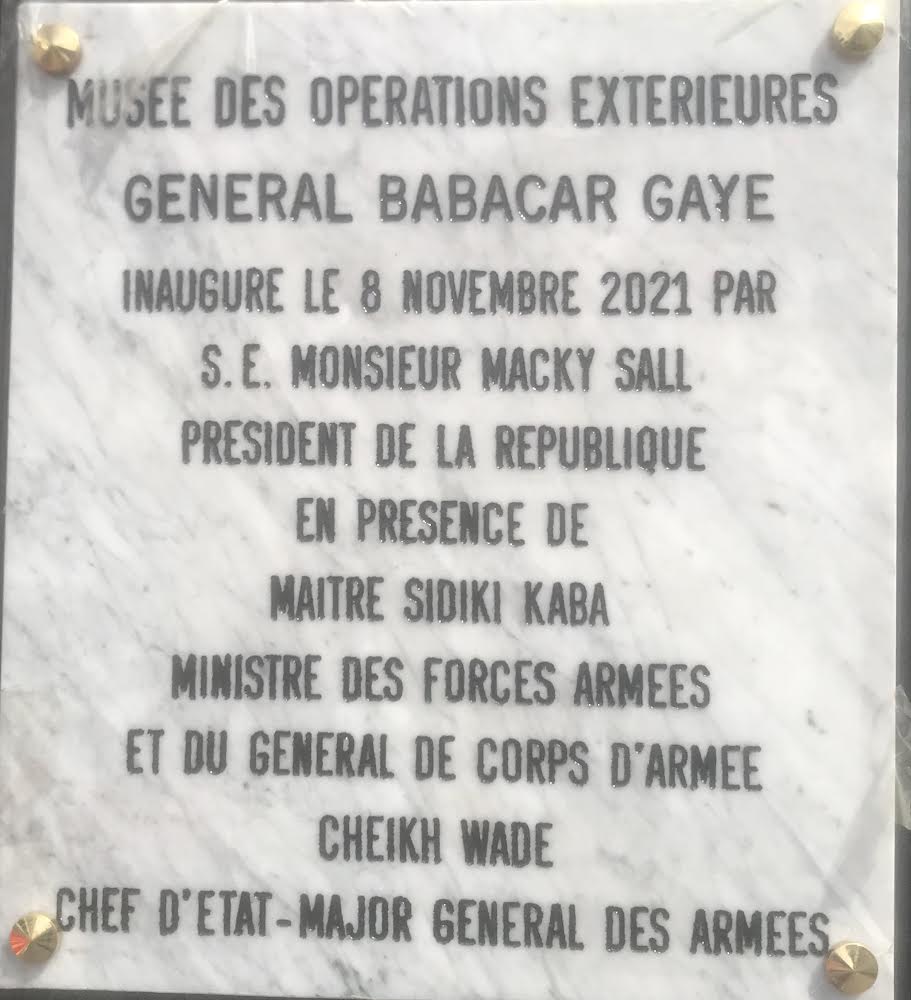 MUSEE DES OPERATIONS EXTERIEURES
GENERAL BABACAR GAYE
INAUGURE LE 8 NOVEMBRE 2021 PAR
S.E. MONSIEUR MACKY SALL
PRESIDENT DE LA REPUBLIQUE
EN PRESENCE DE
MAITRE SIDIKI KABA
MINISTRE DES FORCES ARMEES
ET DU GENERAL DE CORPS D'ARMEE
CHEIKH WADE
CHEF D'ETAT-MAJOR GENERAL DES ARMEES